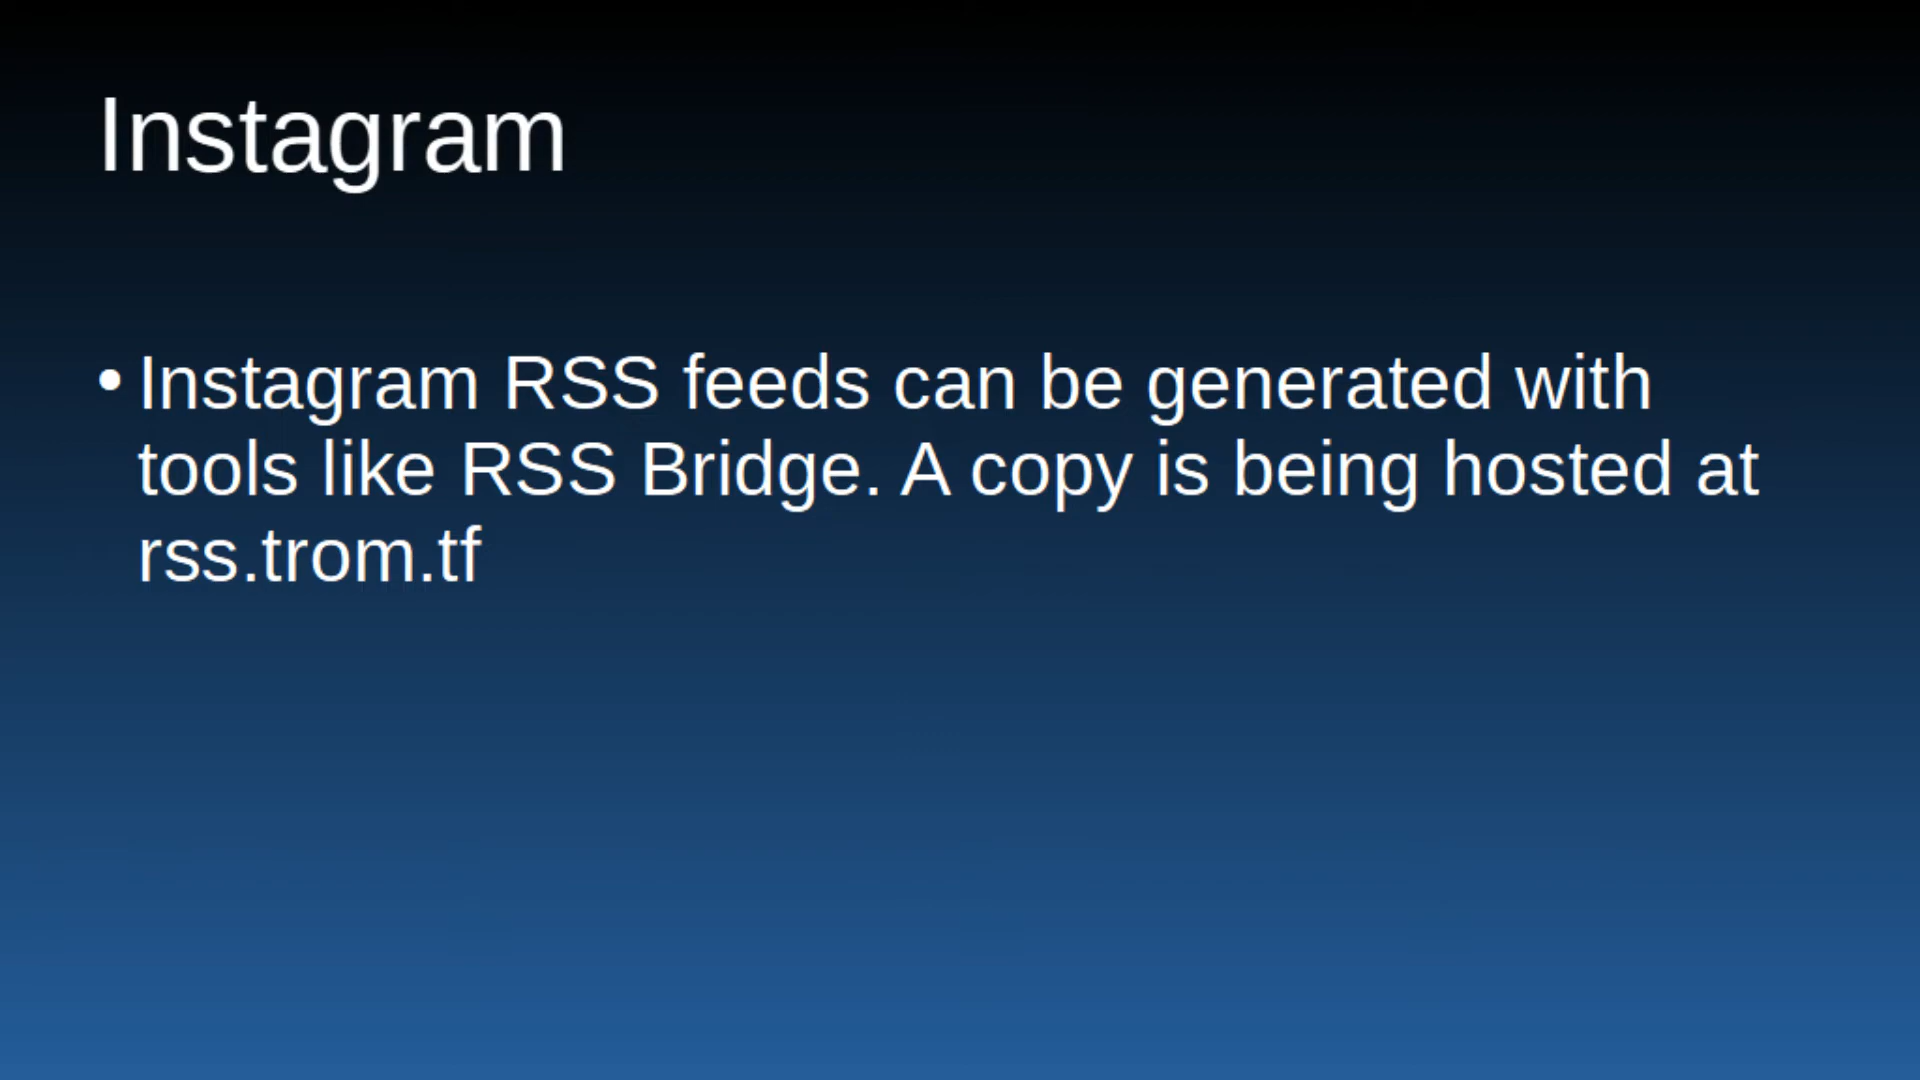 Instagram
• Instagram RSS feeds can be generated with
tools like RSS Bridge. A copy is being hosted at
rss.trom.tf